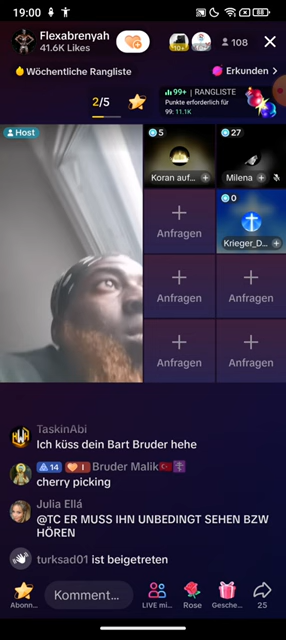 19:00
88
Flexabrenyah
41.6K Likes
10+
108
Wöchentliche Rangliste
Erkunden >
2/5
99+ | RANGLISTE
Punkte erforderlich für
99: 11.1K
Host
5
Koran auf...
27
Milena
Anfragen
0
Krieger_D...
Anfragen
Anfragen
Anfragen
Anfragen
TaskinAbi
Ich küss dein Bart Bruder hehe
14
I
Bruder Malik
cherry picking
Julia Ellá
@TC ER MUSS IHN UNBEDINGT SEHEN BZW
HÖREN
turksad01 ist beigetreten
Komment...
Abonn...
LIVE mi...
Rose
Gesche...
25